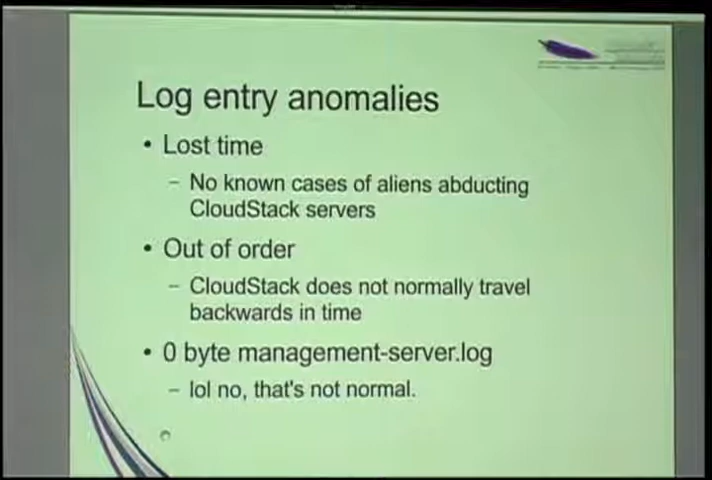 Log entry anomalies
• Lost time
– No known cases of aliens abducting
CloudStack servers
• Out of order
– CloudStack does not normally travel
backwards in time
• 0 byte management-server.log
– lol no, that's not normal.